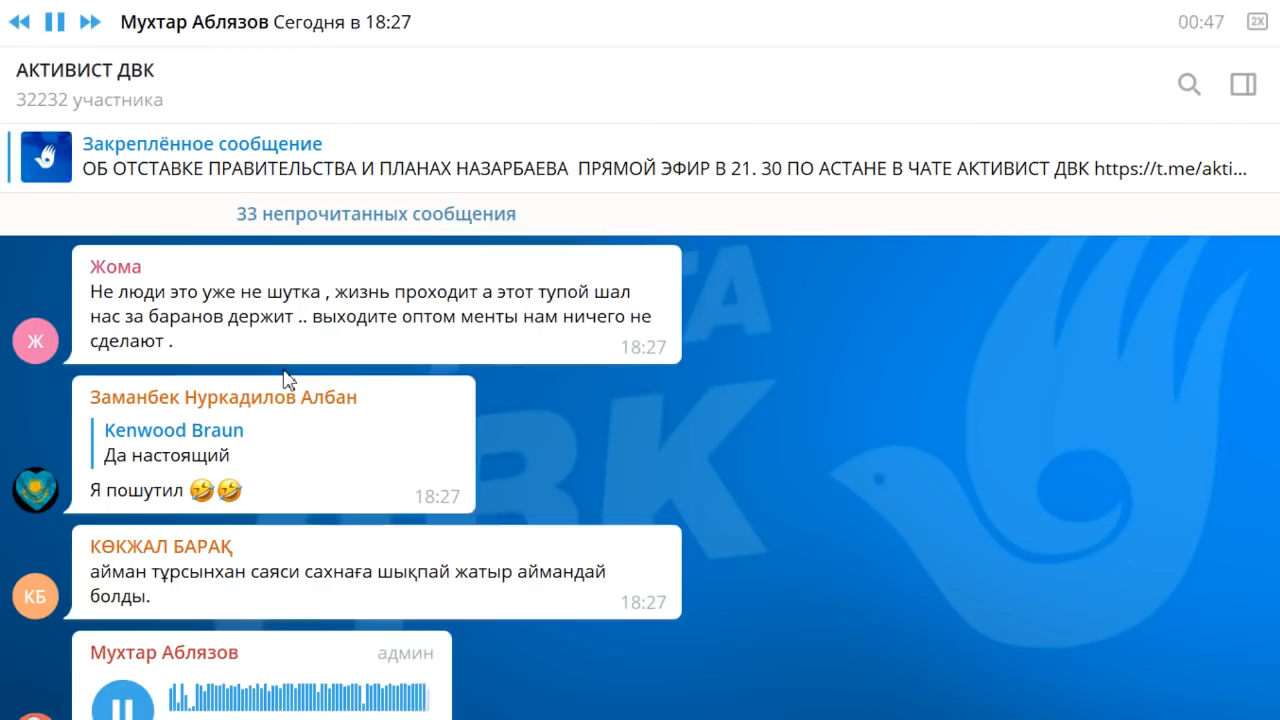 Мухтар Аблязов Сегодня в 18:27
00:47
2X
АКТИВИСТ ДВК
32232 участника
Закреплённое сообщение
ОБ ОТСТАВКЕ ПРАВИТЕЛЬСТВА И ПЛАНАХ НАЗАРБАЕВА ПРЯМОЙ ЭФИР В 21. 30 ПО АСТАНЕ В ЧАТЕ АКТИВИСТ ДВК https://t.me/akti...
33 непрочитанных сообщения
Жома
Не люди это уже не шутка , жизнь проходит а этот тупой шал
нас за баранов держит .. выходите оптом менты нам ничего не
сделают .
18:27
Ж
Заманбек Нуркадилов Албан
Kenwood Braun
Да настоящий
Я пошутил 🤣🤣
18:27
КӨКЖАЛ БАРАҚ
айман тұрсынхан саяси сахнаға шықпай жатыр аймандай
болды.
18:27
КБ
Мухтар Аблязов
админ
ДВК